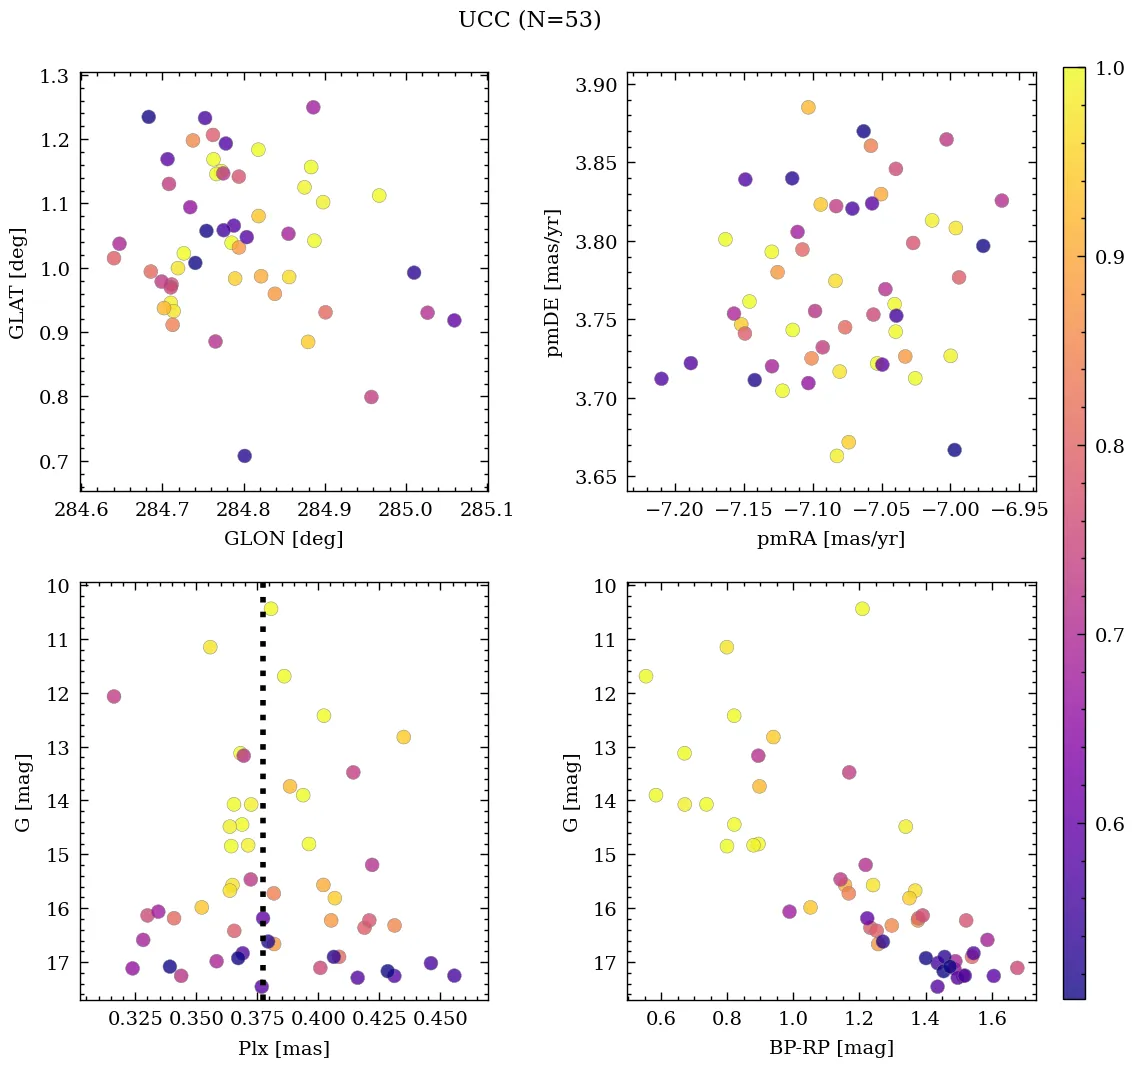 UCC (N=53)
1.3
1.2
1.1
1.0
0.9
0.8
0.7
GLAT [deg]
284.6 284.7 284.8 284.9 285.0 285.1
GLON [deg]
3.90
3.85
3.80
3.75
3.70
3.65
pmDE [mas/yr]
−7.20 −7.15 −7.10 −7.05 −7.00 −6.95
pmRA [mas/yr]
10
11
12
13
14
15
16
17
G [mag]
0.325 0.350 0.375 0.400 0.425 0.450
Plx [mas]
10
11
12
13
14
15
16
17
G [mag]
0.6 0.8 1.0 1.2 1.4 1.6
BP-RP [mag]
1.0
0.9
0.8
0.7
0.6